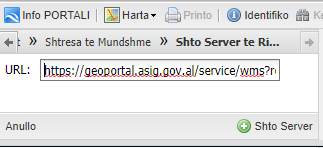 Info PORTALI Harta Printo Identifiko
Shtresa te Mundshme Shto Server te Ri...
URL: https://geoportal.asig.gov.al/service/wms?r
Anullo Shto Server